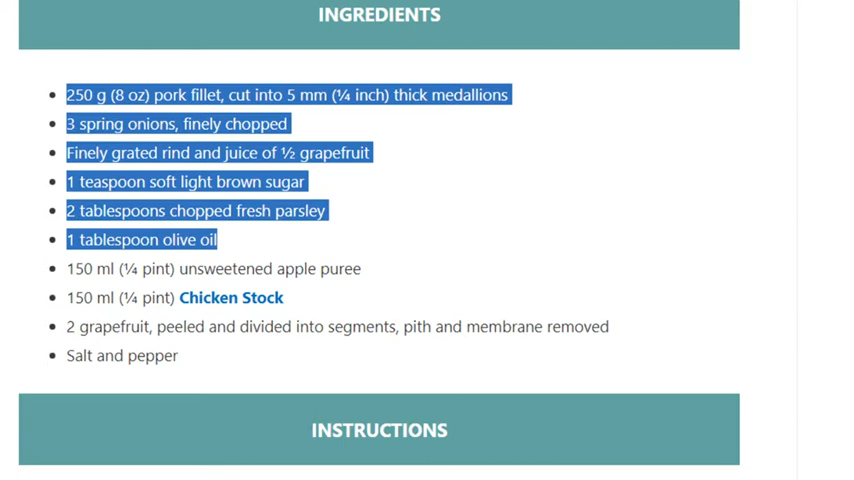 INGREDIENTS
250 g (8 oz) pork fillet, cut into 5 mm (¼ inch) thick medallions
3 spring onions, finely chopped
Finely grated rind and juice of ½ grapefruit
1 teaspoon soft light brown sugar
2 tablespoons chopped fresh parsley
1 tablespoon olive oil
150 ml (¼ pint) unsweetened apple puree
150 ml (¼ pint) Chicken Stock
2 grapefruit, peeled and divided into segments, pith and membrane removed
Salt and pepper
INSTRUCTIONS